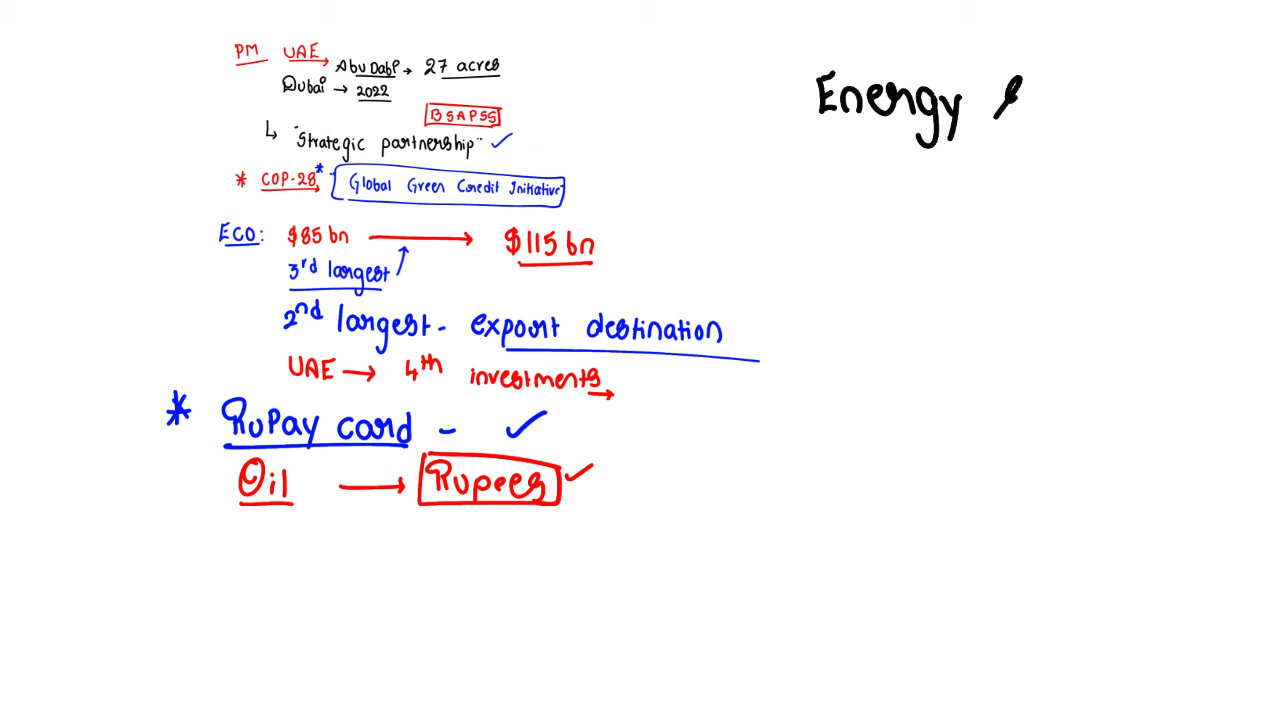 PM UAE
Abu Dabi → 27 acres
Dubai → 2022
BSAPSS
↳ "Strategic partnership" ✓
* COP-28 * Global Green Credit Initiative
ECO: $85 bn → $115 bn
3rd largest
2nd largest - export destination
UAE → 4th investments →
* RuPay card - ✓
Oil → Rupees ✓
Energy